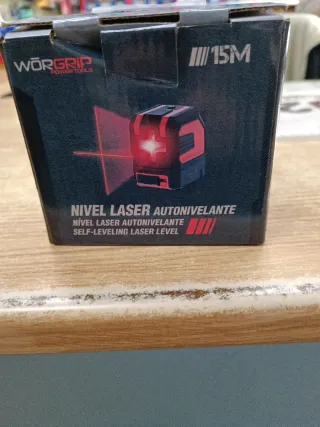 WÖRGRIP
POWER TOOLS
15M
NIVEL LASER AUTONIVELANTE
NÍVEL LASER AUTONIVELANTE
SELF-LEVELING LASER LEVEL